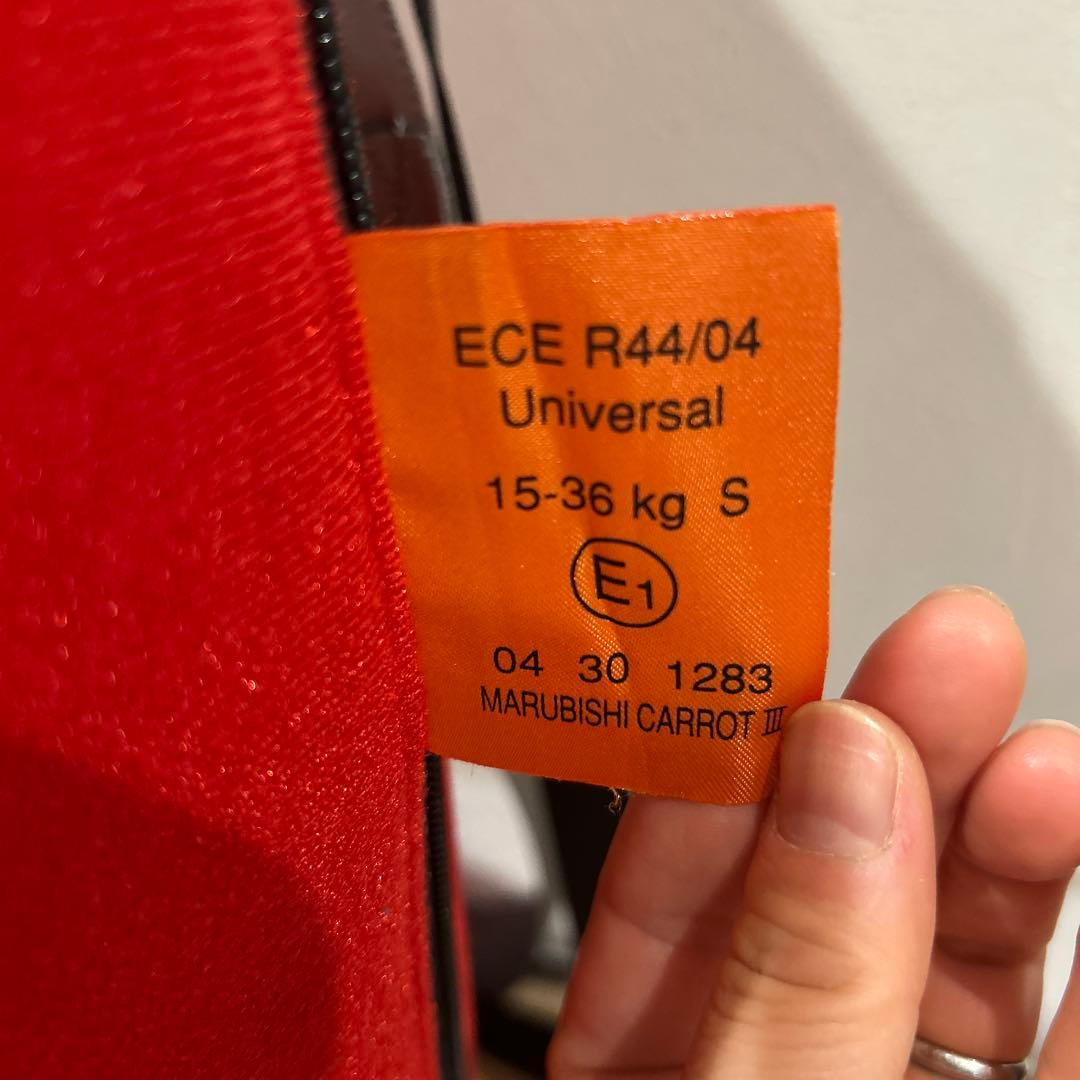 ECE R44/04
Universal
15-36 kg S
E1
04 30 1283
MARUBISHI CARROT III